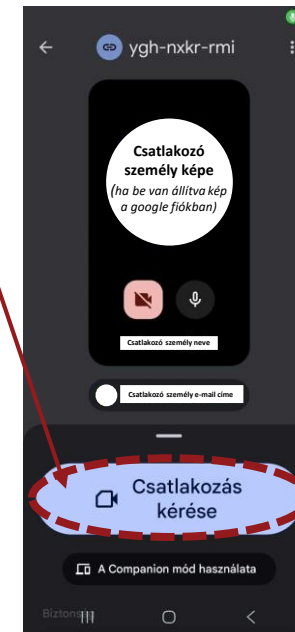 ygh-nxkr-rmi
Csatlakozó
személy képe
(ha be van állítva kép
a google fiókban)
Csatlakozó személy neve
Csatlakozó személy e-mail címe
Csatlakozás
kérése
A Companion mód használata